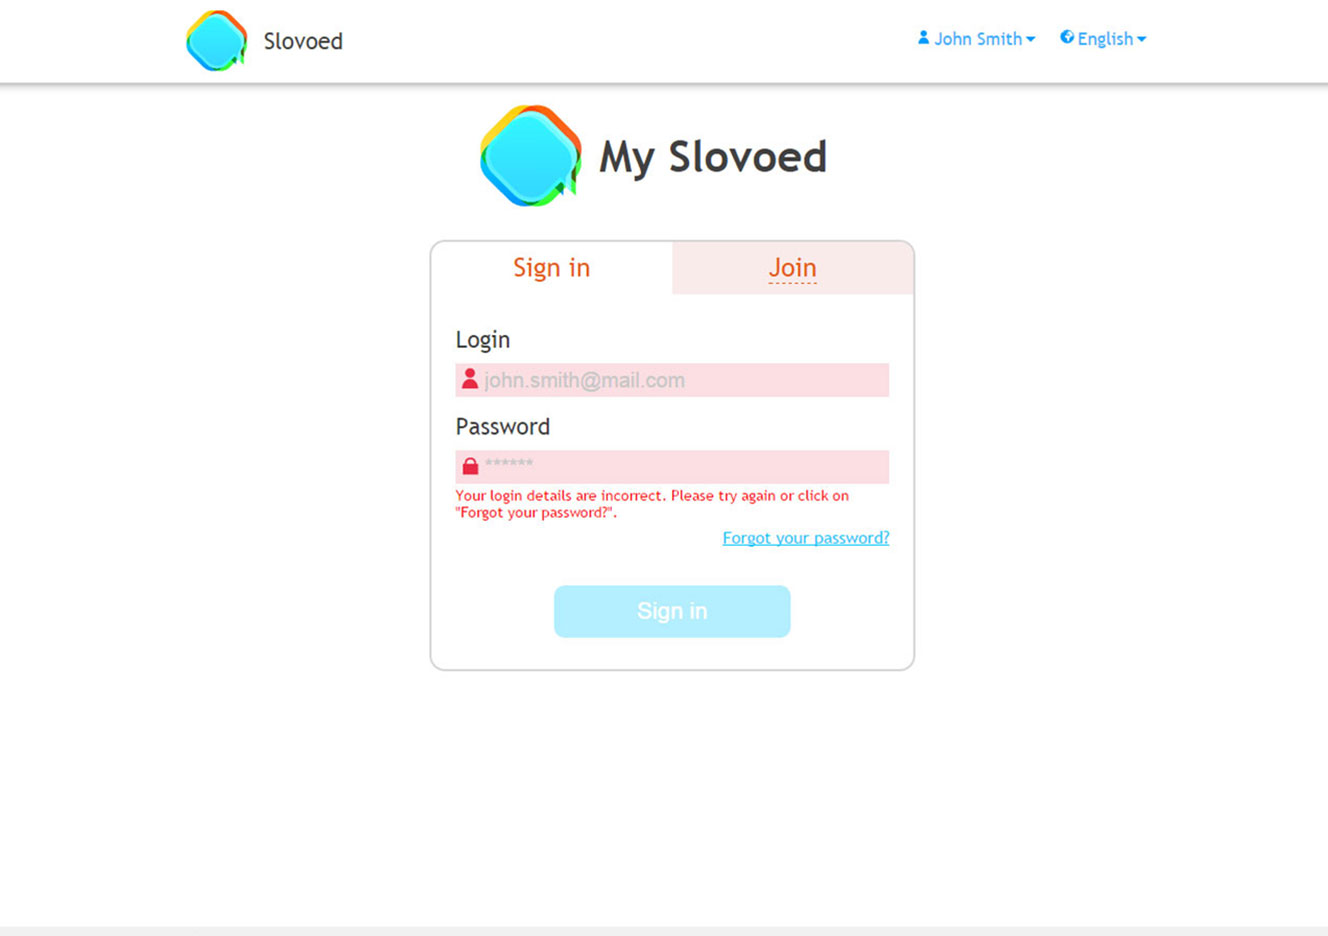 Slovoed
John Smith
English
My Slovoed
Sign in
Join
Login
john.smith@mail.com
Password
******
Your login details are incorrect. Please try again or click on
"Forgot your password?".
Forgot your password?
Sign in